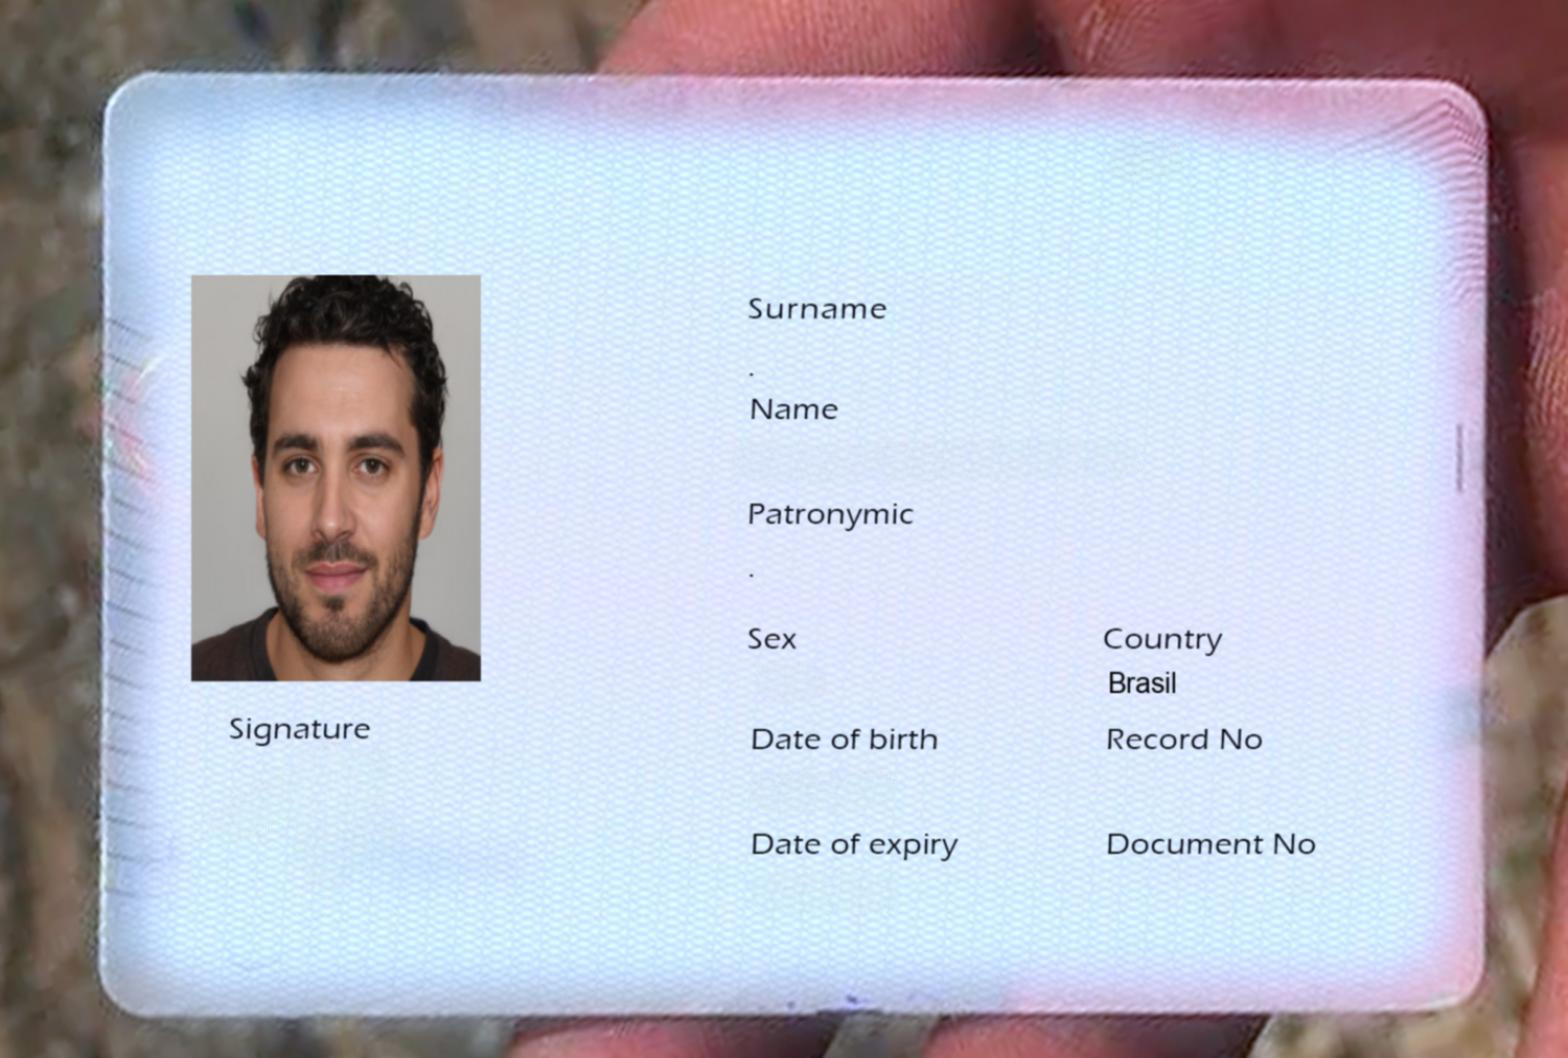 Surname
.
Name
Patronymic
.
Sex
Country
Brasil
Signature
Date of birth
Record No
Date of expiry
Document No